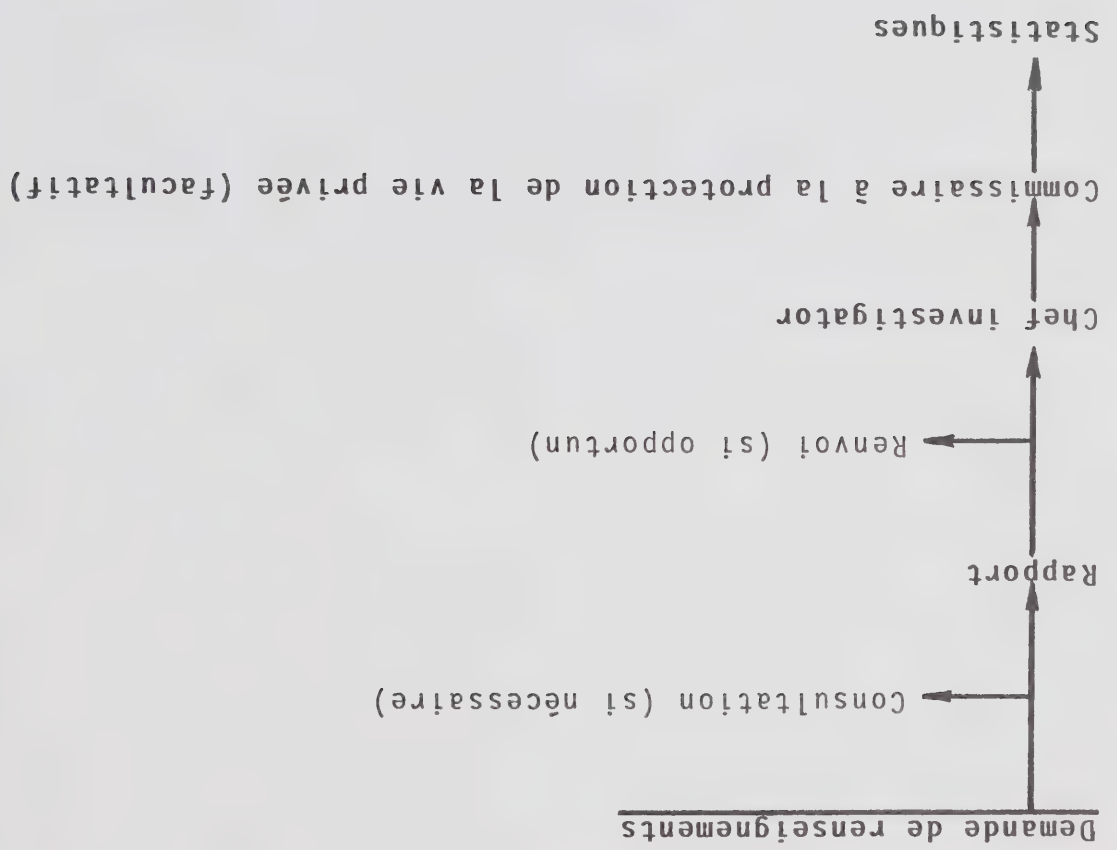 Demande de renseignements
Consultation (si nécessaire)
Rapport
Renvoi (si opportun)
Chef investigator
Commissaire à la protection de la vie privée (facultatif)
Statistiques